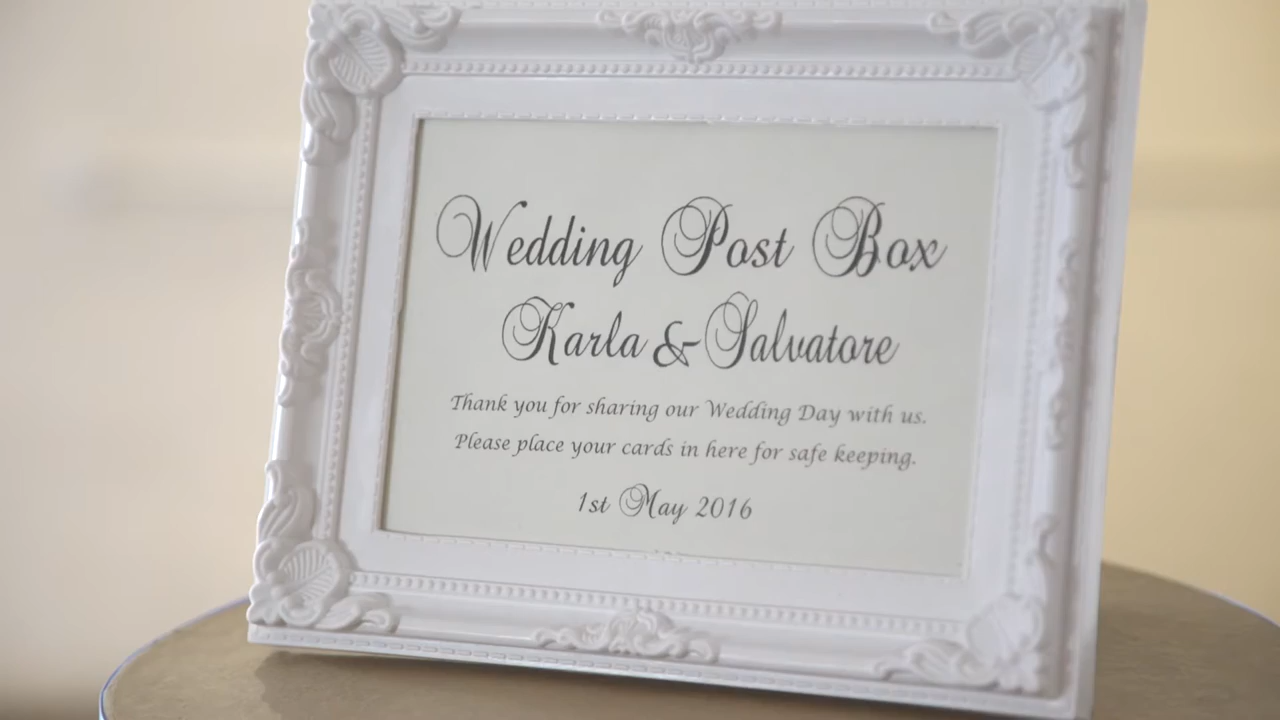 Wedding Post Box
Karla & Salvatore
Thank you for sharing our Wedding Day with us.
Please place your cards in here for safe keeping.
1st May 2016